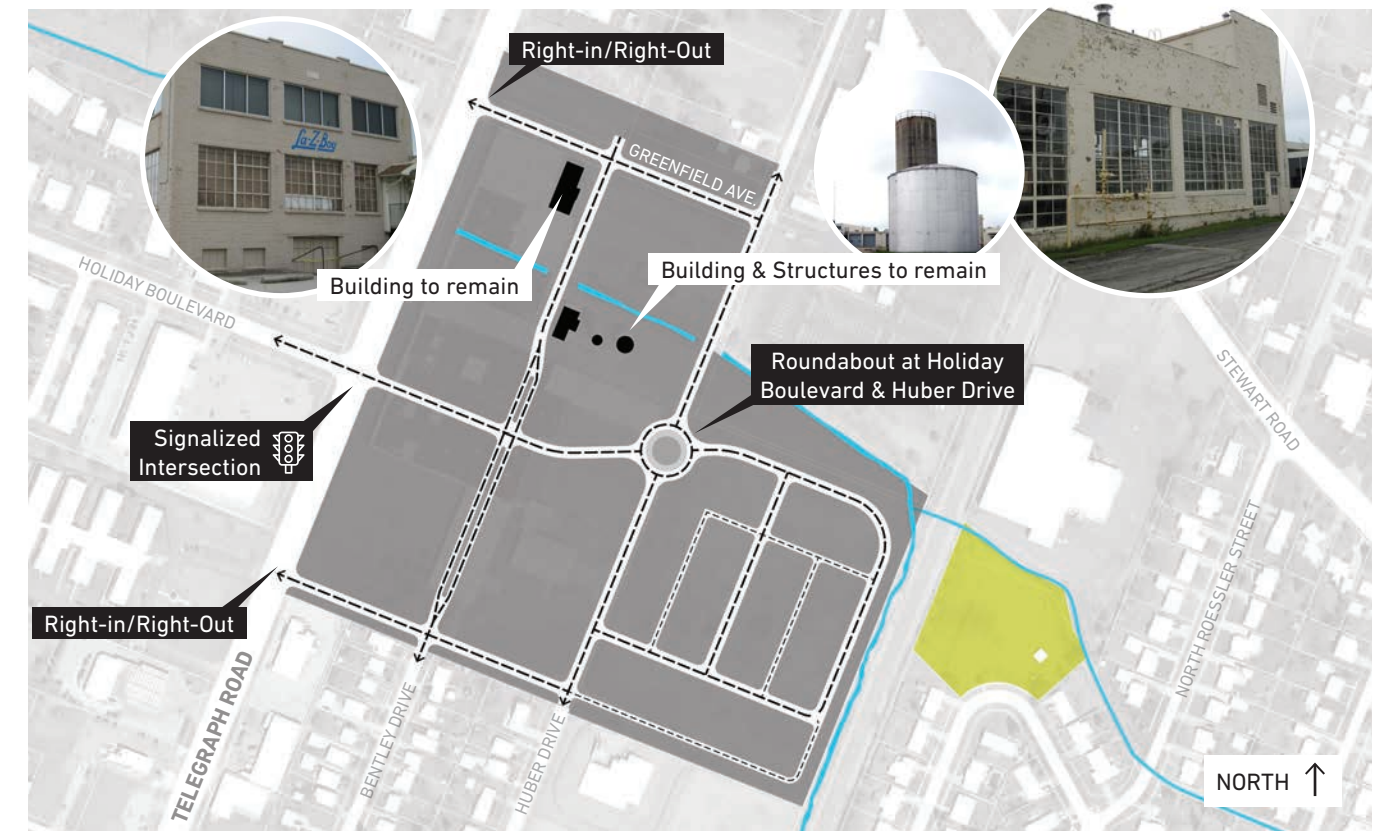 Right-in/Right-Out
La-Z-Boy
GREENFIELD AVE.
Building to remain
Building & Structures to remain
HOLIDAY BOULEVARD
Roundabout at Holiday
Boulevard & Huber Drive
STEWART ROAD
Signalized
Intersection
Right-in/Right-Out
NORTH ROESSLER STREET
TELEGRAPH ROAD
BENTLEY DRIVE
HUBER DRIVE
NORTH